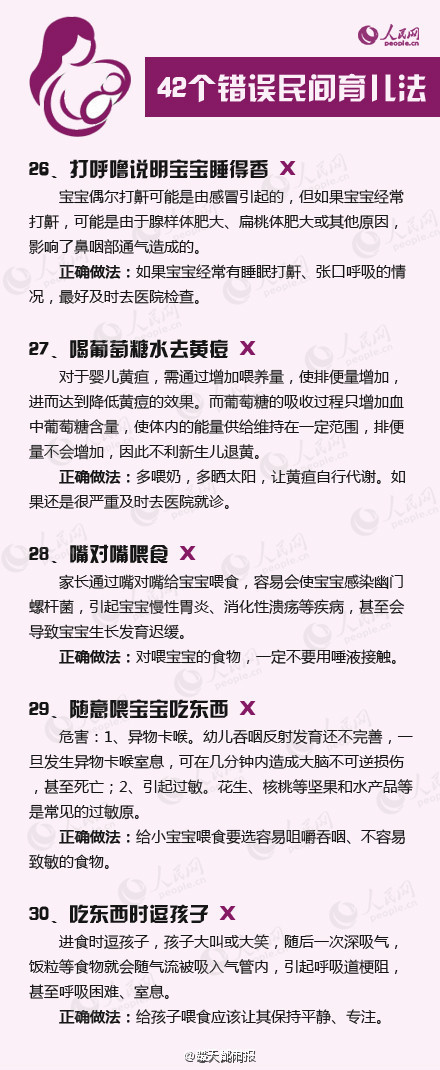 人民网
people.cn
42个错误民间育儿法
26、打呼噜说明宝宝睡得香 X
宝宝偶尔打鼾可能是由感冒引起的，但如果宝宝经常
打鼾，可能是由于腺样体肥大、扁桃体肥大或其他原因，
影响了鼻咽部通气造成的。
正确做法：如果宝宝经常有睡眠打鼾、张口呼吸的情
况，最好及时去医院检查。
27、喝葡萄糖水去黄疸 X
对于婴儿黄疸，需通过增加喂养量，使排便量增加，
进而达到降低黄疸的效果。而葡萄糖的吸收过程只增加血
中葡萄糖含量，使体内的能量供给维持在一定范围，排便
量不会增加，因此不利新生儿退黄。
正确做法：多喂奶，多晒太阳，让黄疸自行代谢。如
果还是很严重及时去医院就诊。
28、嘴对嘴喂食 X
家长通过嘴对嘴给宝宝喂食，容易会使宝宝感染幽门
螺杆菌，引起宝宝慢性胃炎、消化性溃疡等疾病，甚至会
导致宝宝生长发育迟缓。
正确做法：对喂宝宝的食物，一定不要用唾液接触。
29、随意喂宝宝吃东西 X
危害：1、异物卡喉。幼儿吞咽反射发育还不完善，一
旦发生异物卡喉室息，可在几分钟内造成大脑不可逆损伤
，甚至死亡；2、引起过敏。花生、核桃等坚果和水产品等
是常见的过敏原。
正确做法：给小宝宝喂食要选容易咀嚼吞咽、不容易
致敏的食物。
30、吃东西时逗孩子 X
进食时逗孩子，孩子大叫或大笑，随后一次深吸气，
饭粒等食物就会随气流被吸入气管内，引起呼吸道梗阻，
甚至呼吸困难、室息。
正确做法：给孩子喂食应该让其保持平静、专注。
@楚天都市报